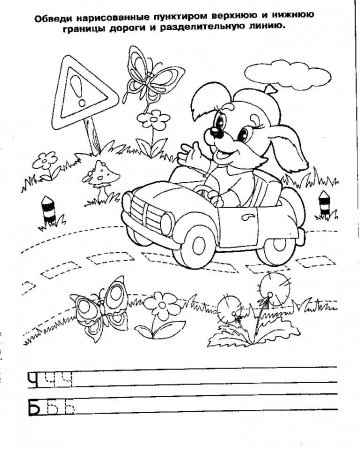 Обведи нарисованные пунктиром верхнюю и нижнюю
границы дороги и разделительную линию.
!
Ч Ч Ч
Б Б Б